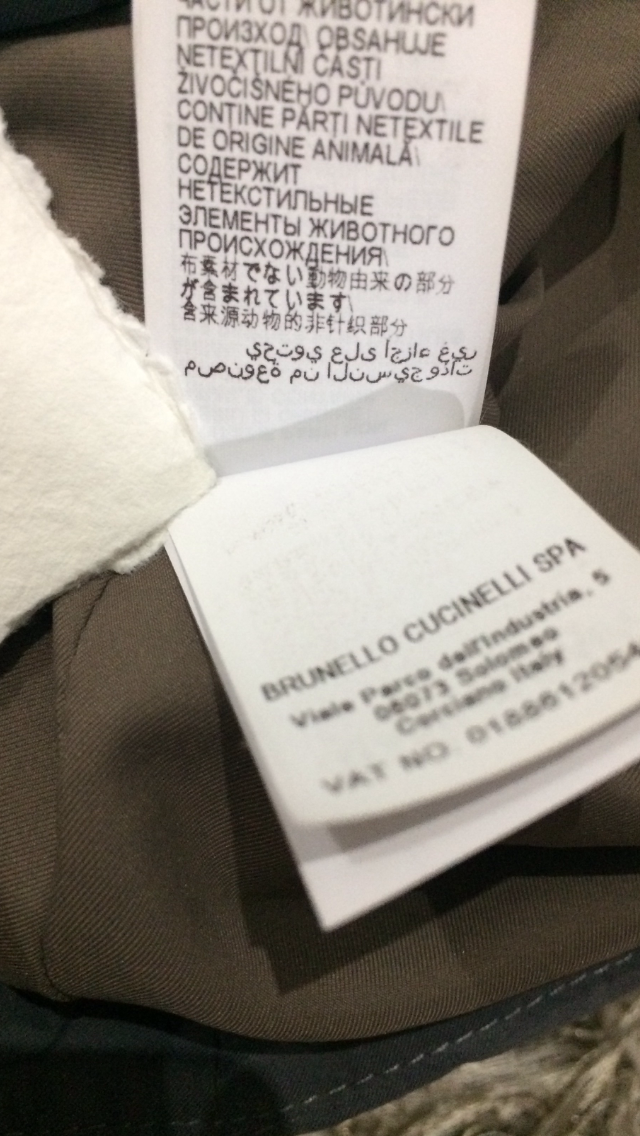 ЧАСТИ ОТ ЖИВОТИНСКИ
ПРОИЗХОД\ OBSAHUJE
NETEXTILNÍ ČÁSTI
ŽIVOČIŠNÉHO PŮVODU\
CONȚINE PĂRȚI NETEXTILE
DE ORIGINE ANIMALĂ\
СОДЕРЖИТ
НЕТЕКСТИЛЬНЫЕ
ЭЛЕМЕНТЫ ЖИВОТНОГО
ПРОИСХОЖДЕНИЯ\
布素材でない動物由来の部分
が含まれています\
含来源动物的非针织部分
يحتوي على اجزاء غير
مصنوعة من النسيج وذات
BRUNELLO CUCINELLI SPA
Viale Parco dell'Industria, 5
06073 Solomeo
Corciano Italy
VAT NO.